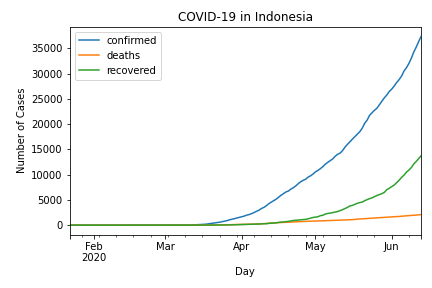 COVID-19 in Indonesia
confirmed
deaths
recovered
Number of Cases
35000
30000
25000
20000
15000
10000
5000
0
Feb
2020
Mar
Apr
May
Jun
Day